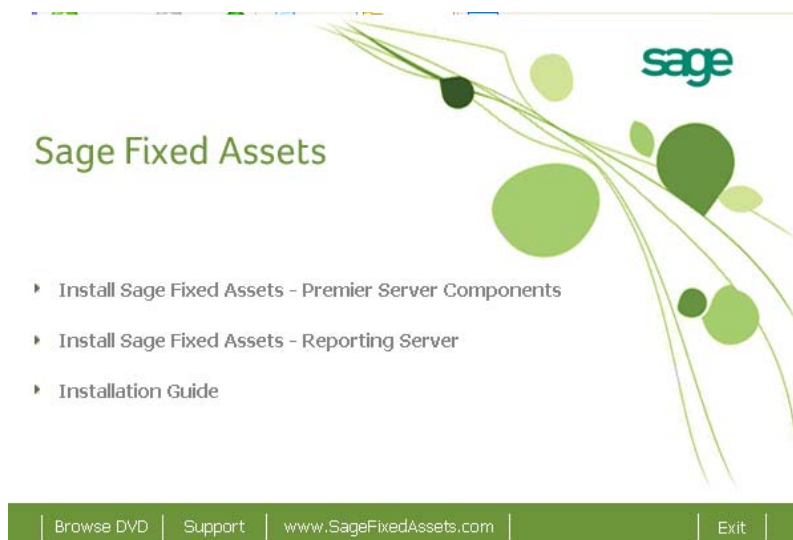 sage
Sage Fixed Assets
Install Sage Fixed Assets - Premier Server Components
Install Sage Fixed Assets - Reporting Server
Installation Guide
Browse DVD | Support | www.SageFixedAssets.com | Exit